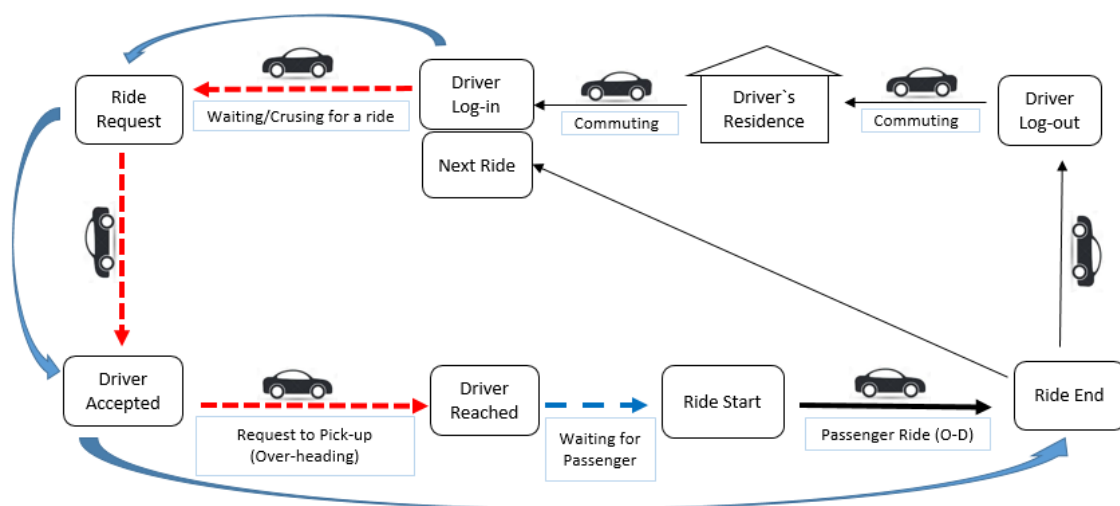 Ride
Request
Waiting/Crusing for a ride
Driver
Log-in
Next Ride
Commuting
Driver`s
Residence
Commuting
Driver
Log-out
Driver
Accepted
Request to Pick-up
(Over-heading)
Driver
Reached
Waiting for
Passenger
Ride Start
Passenger Ride (O-D)
Ride End